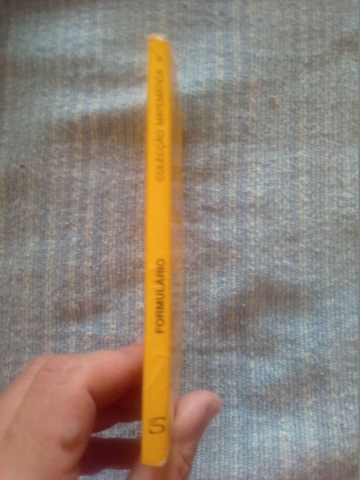 FORMULÁRIO
COLECÇÃO MATEMÁTICA